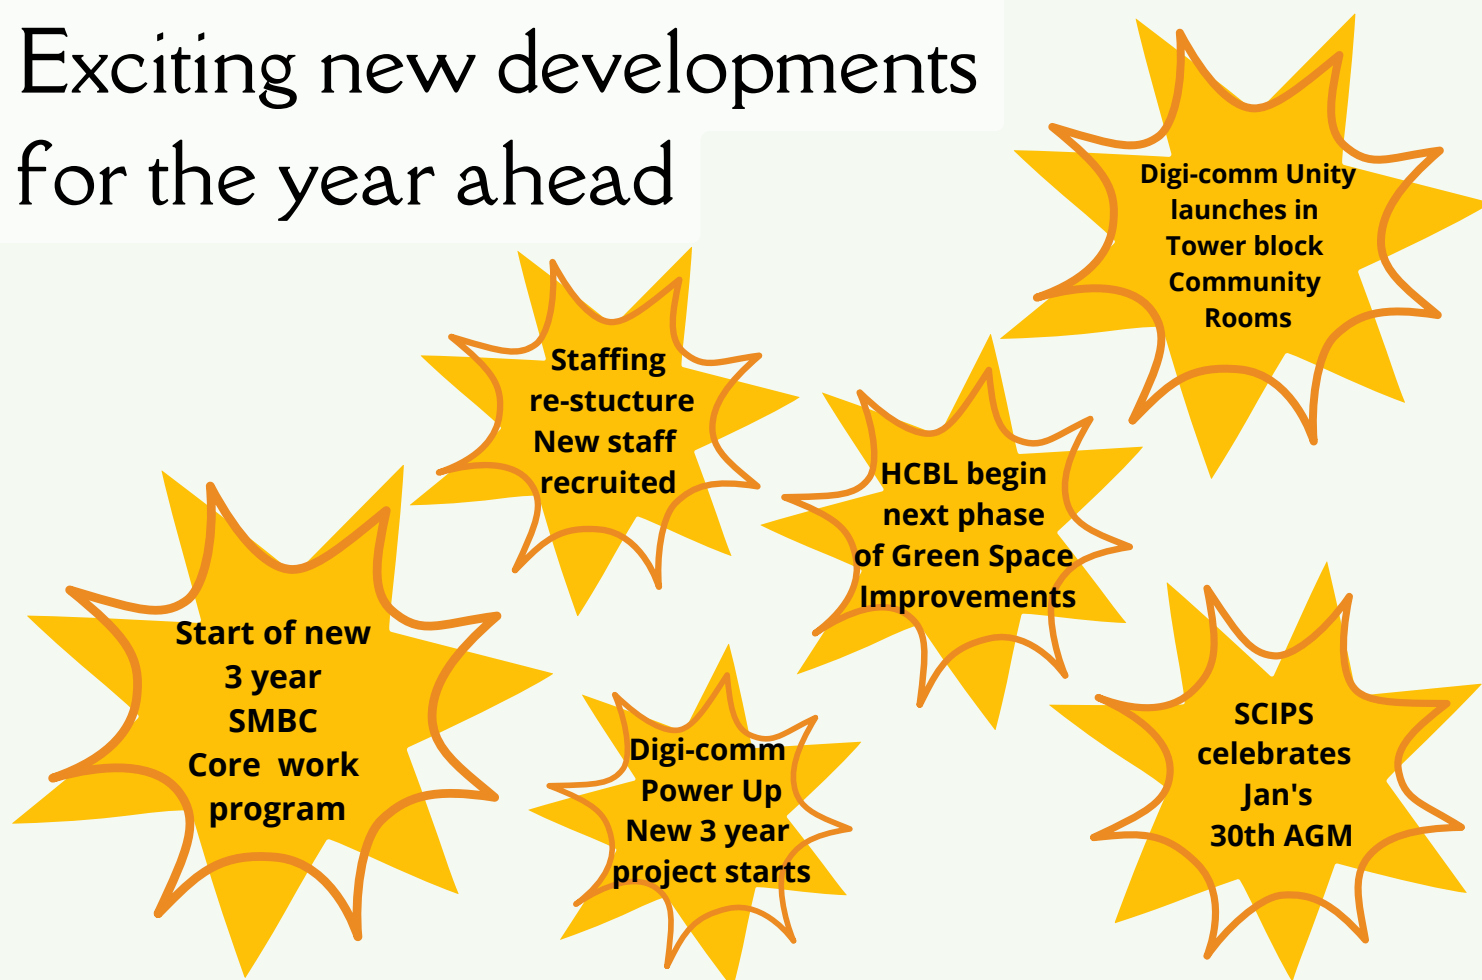 Exciting new developments
for the year ahead
Digi-comm Unity
launches in
Tower block
Community
Rooms
Staffing
re-stucture
New staff
recruited
HCBL begin
next phase
of Green Space
Improvements
Start of new
3 year
SMBC
Core  work
program
Digi-comm
Power Up
New 3 year
project starts
SCIPS
celebrates
Jan's
30th AGM